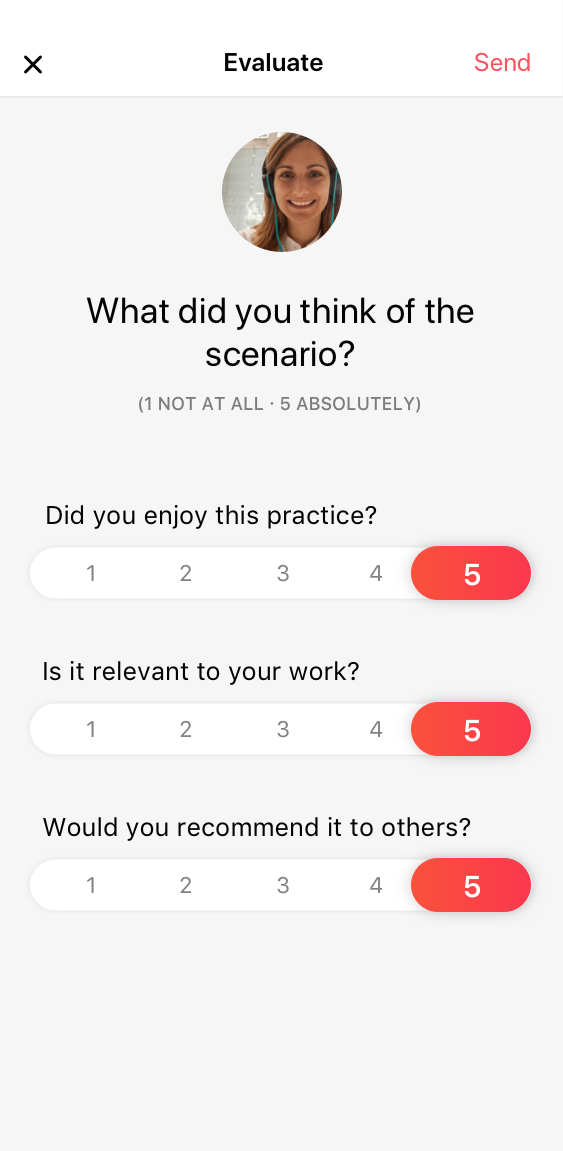 Evaluate
Send
What did you think of the
scenario?
(1 NOT AT ALL · 5 ABSOLUTELY)
Did you enjoy this practice?
1 2 3 4 5
Is it relevant to your work?
1 2 3 4 5
Would you recommend it to others?
1 2 3 4 5